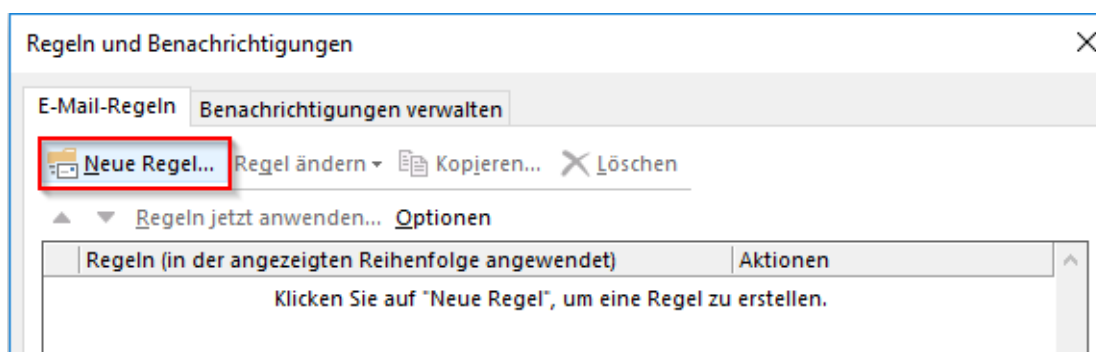 Regeln und Benachrichtigungen
E-Mail-Regeln Benachrichtigungen verwalten
Neue Regel... Regel ändern Kopieren... Löschen
Regeln jetzt anwenden... Optionen
Regeln (in der angezeigten Reihenfolge angewendet) Aktionen
Klicken Sie auf "Neue Regel", um eine Regel zu erstellen.